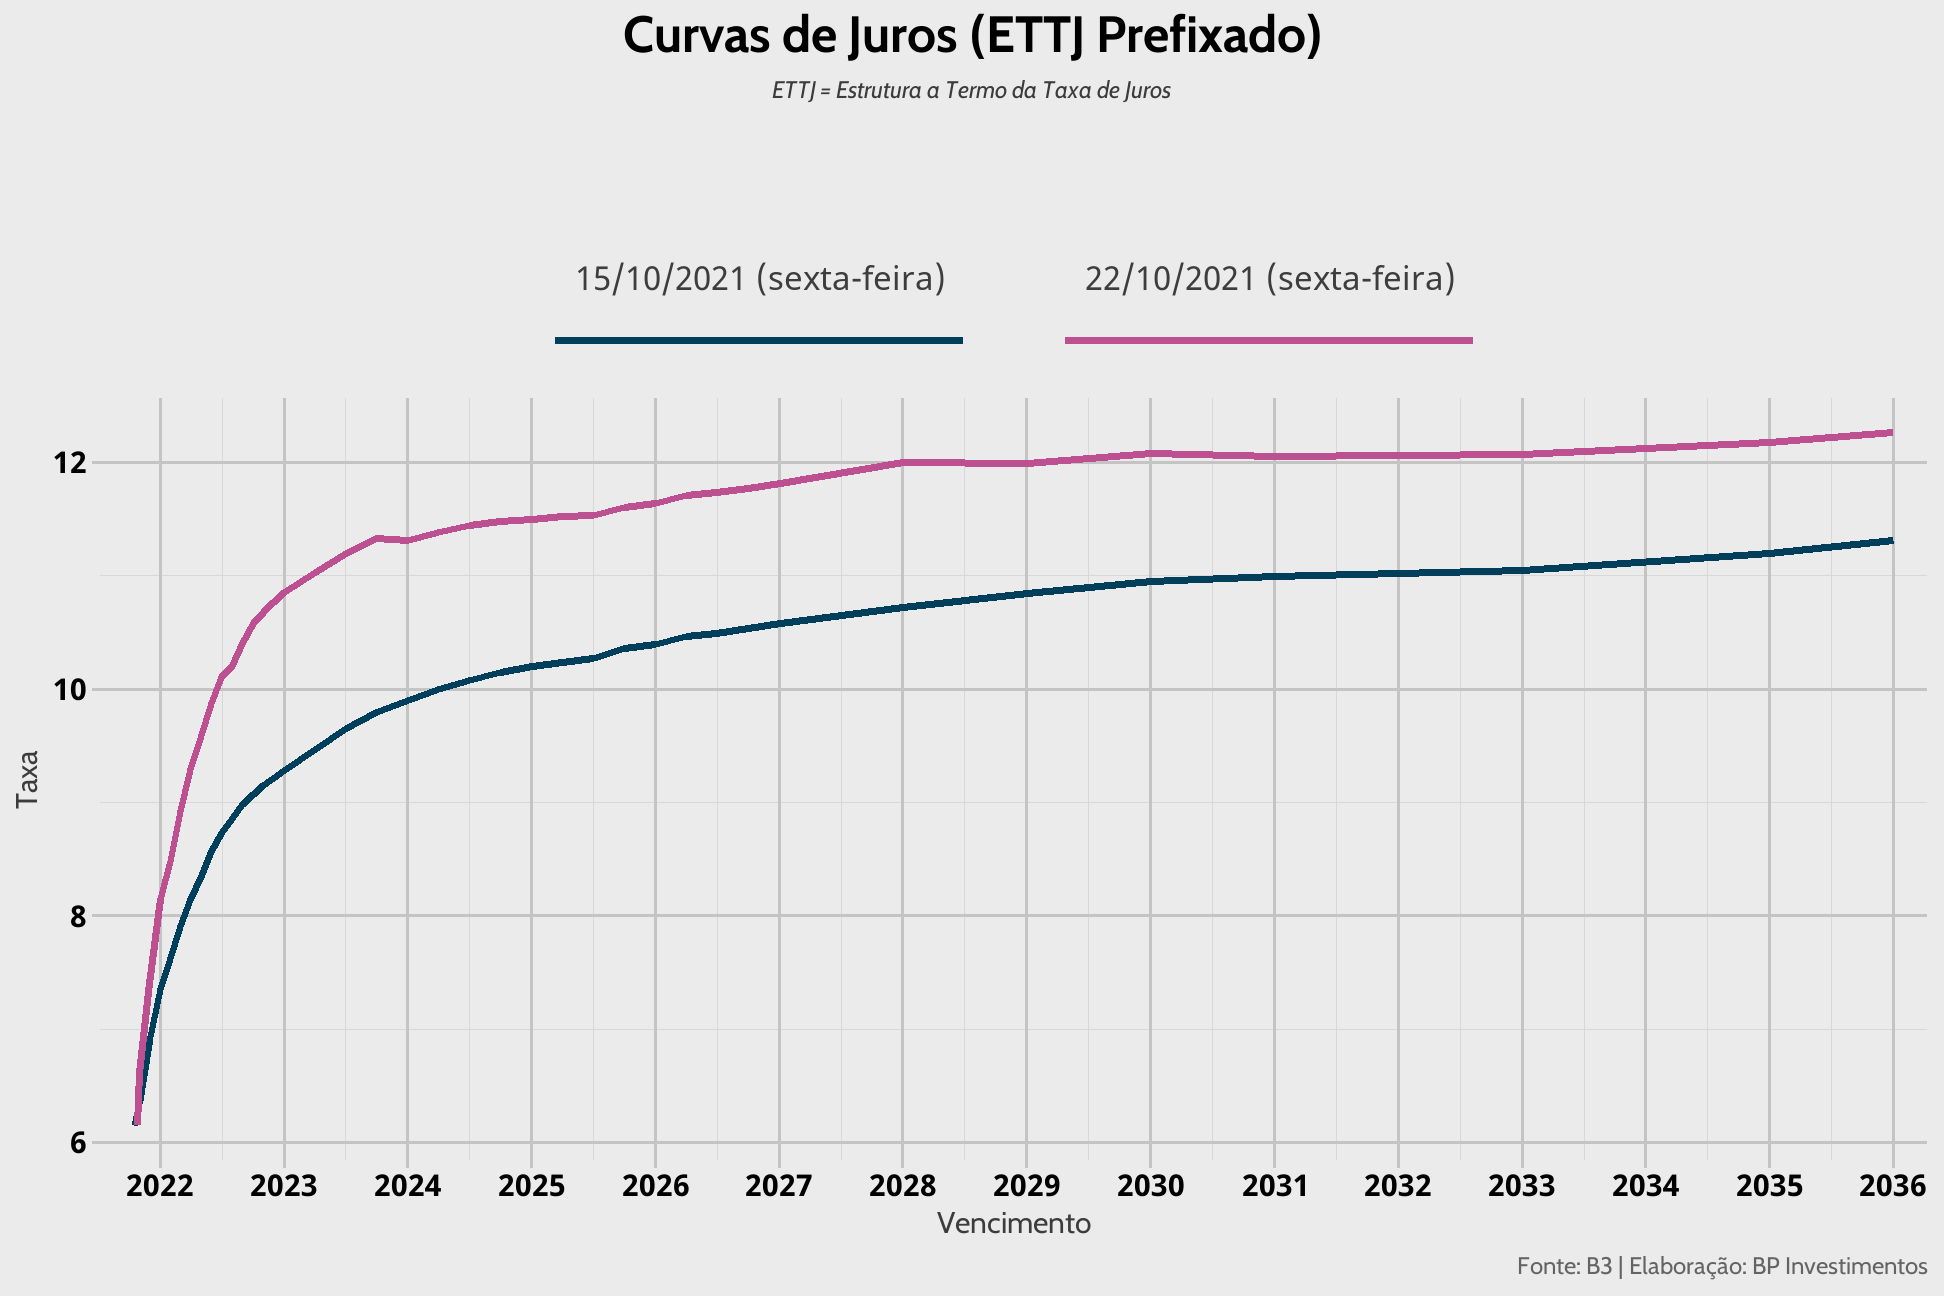 Curvas de Juros (ETTJ Prefixado)
ETTJ = Estrutura a Termo da Taxa de Juros
15/10/2021 (sexta-feira)
22/10/2021 (sexta-feira)
12
10
8
6
Taxa
2022 2023 2024 2025 2026 2027 2028 2029 2030 2031 2032 2033 2034 2035 2036
Vencimento
Fonte: B3 | Elaboração: BP Investimentos